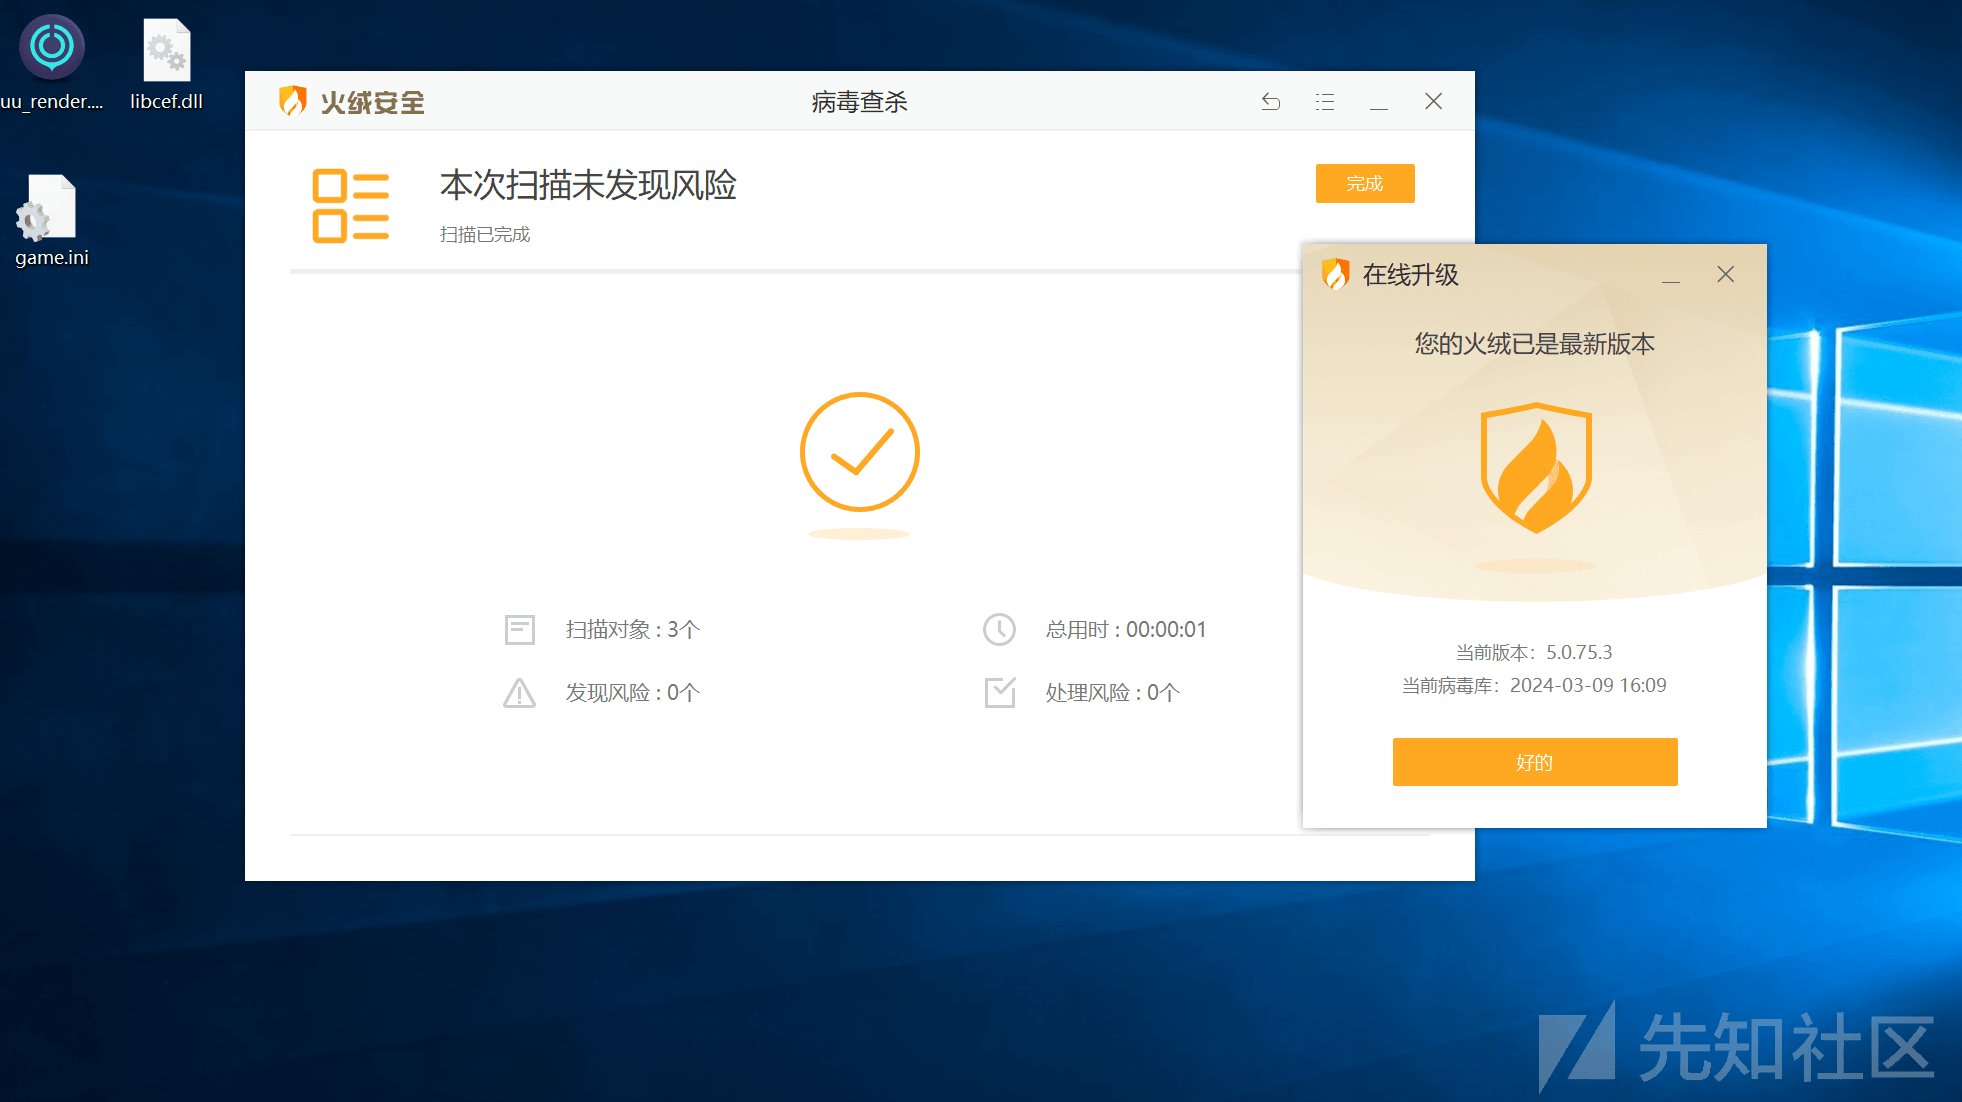 uu_render....
libcef.dll
game.ini
火绒安全
病毒查杀
本次扫描未发现风险
完成
扫描已完成
扫描对象 : 3个
总用时 : 00:00:01
发现风险 : 0个
处理风险 : 0个
在线升级
您的火绒已是最新版本
当前版本：5.0.75.3
当前病毒库：2024-03-09 16:09
好的
先知社区